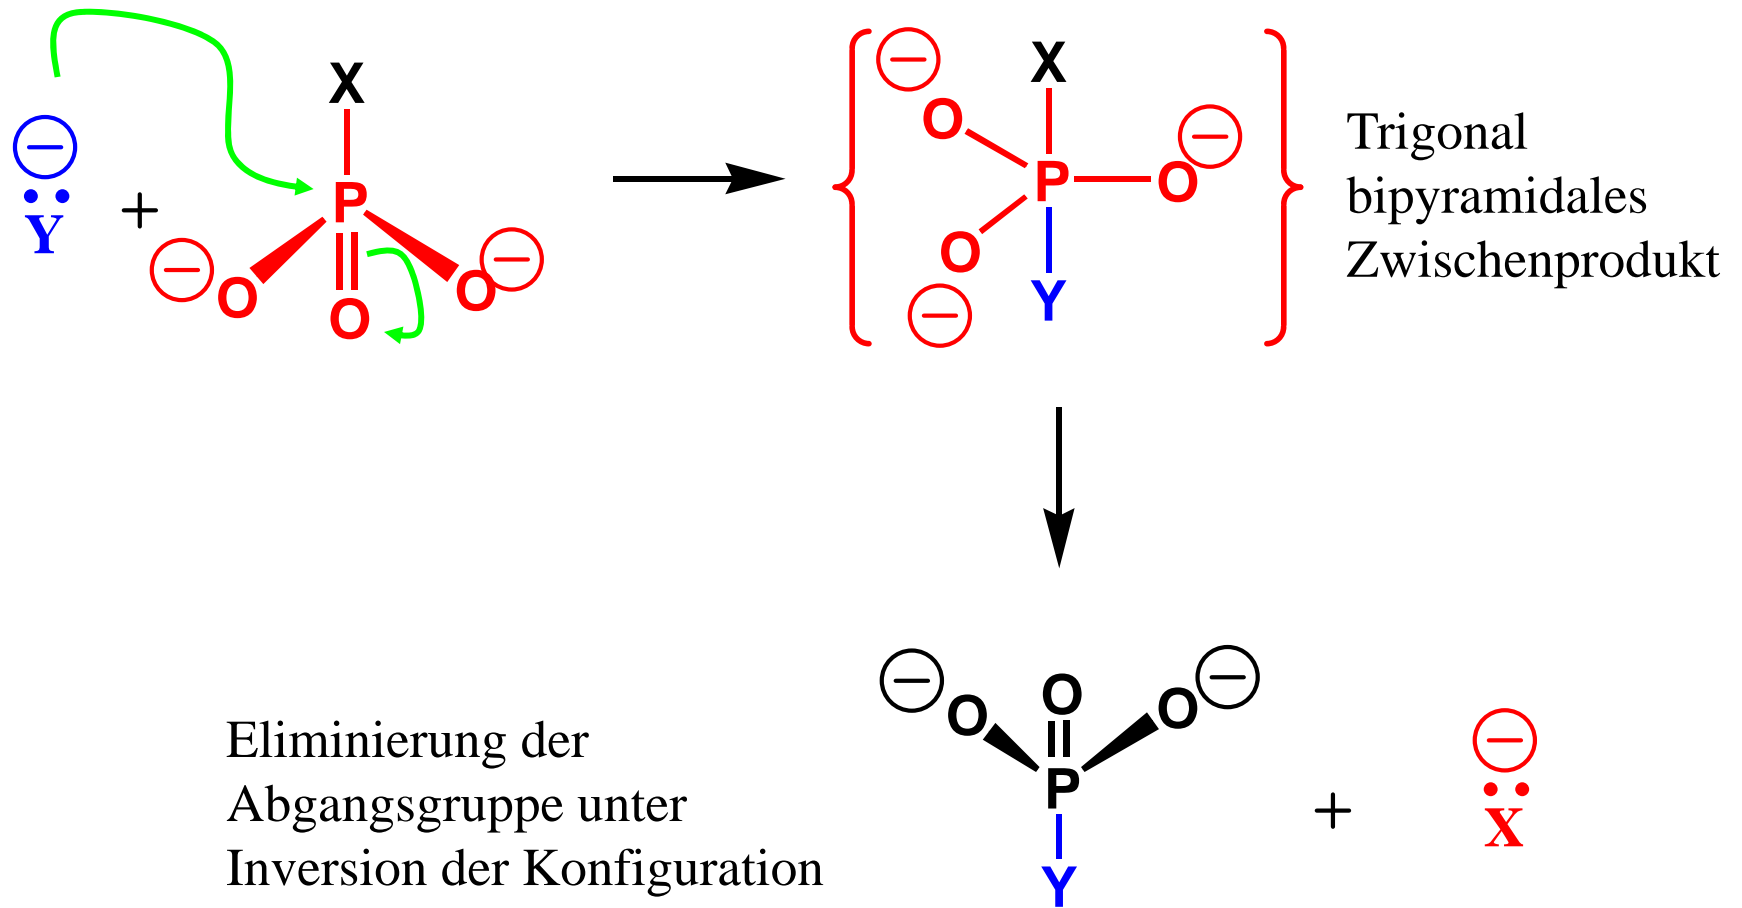 X
O
X
−
−
P
O
−
Y
+
P
−
O
−
O
O
O
Y
−
Trigonal
bipyramidales
Zwischenprodukt
−
O
O
O
−
P
Y
+
−
X
Eliminierung der
Abgangsgruppe unter
Inversion der Konfiguration